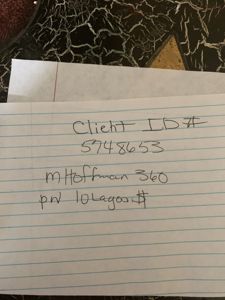 Client ID#
5748653
mHoffman 360
pw 10Lagoon$